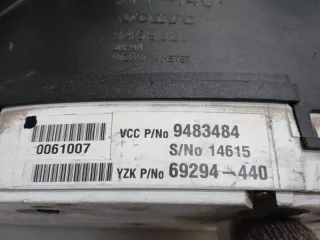 VOLVO
VCC P/No 9483484
0061007
S/No 14615
YZK P/No 69294-440